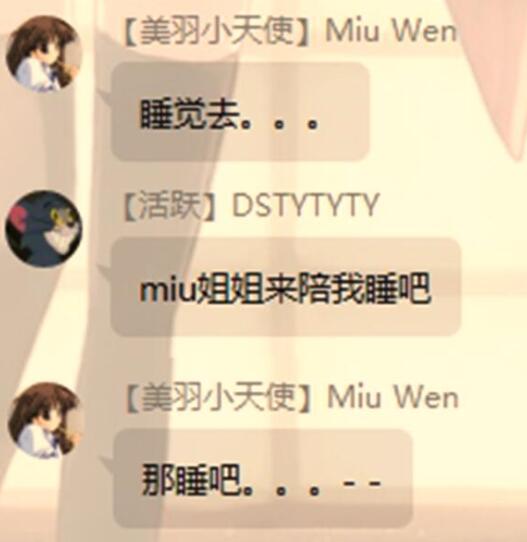 【美羽小天使】Miu Wen
睡觉去。。。
【活跃】DSTYTYTY
miu姐姐来陪我睡吧
【美羽小天使】Miu Wen
那睡吧。。。- -